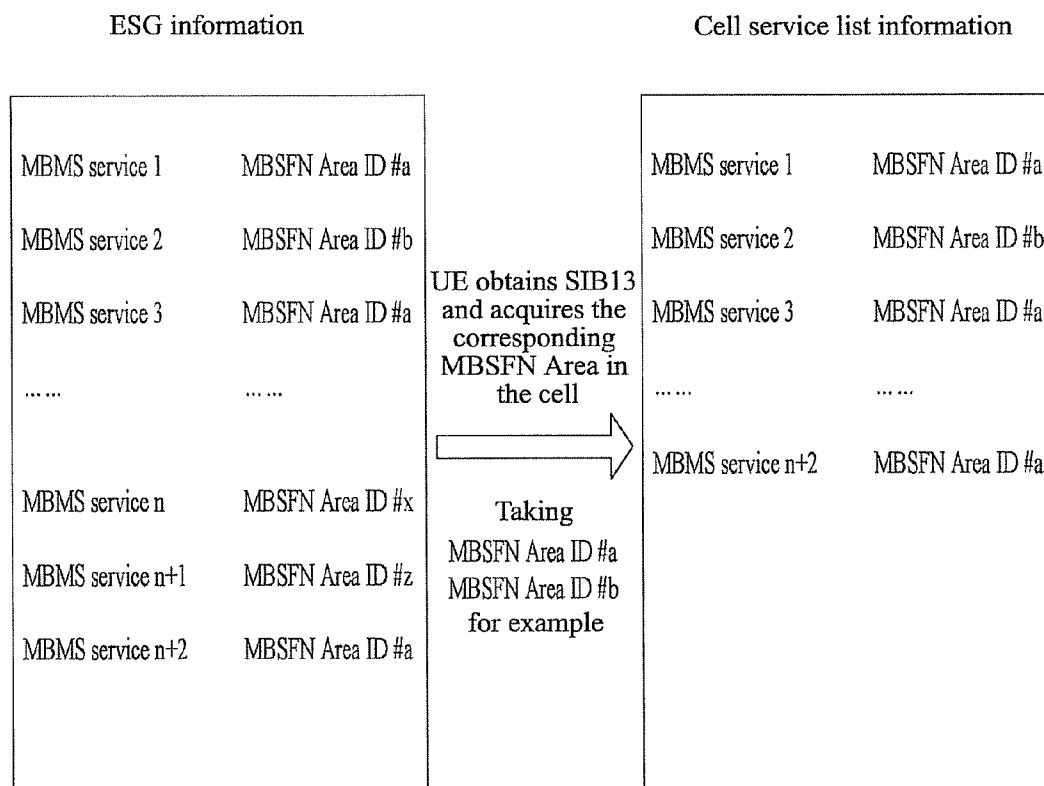 ESG information
Cell service list information
MBMS service 1 MBSFN Area ID #a
MBMS service 2 MBSFN Area ID #b
MBMS service 3 MBSFN Area ID #a
... ... ... ...
MBMS service n MBSFN Area ID #x
MBMS service n+1 MBSFN Area ID #z
MBMS service n+2 MBSFN Area ID #a
UE obtains SIB13
and acquires the
corresponding
MBSFN Area in
the cell
Taking
MBSFN Area ID #a
MBSFN Area ID #b
for example
MBMS service 1 MBSFN Area ID #a
MBMS service 2 MBSFN Area ID #b
MBMS service 3 MBSFN Area ID #a
... ... ... ...
MBMS service n+2 MBSFN Area ID #a